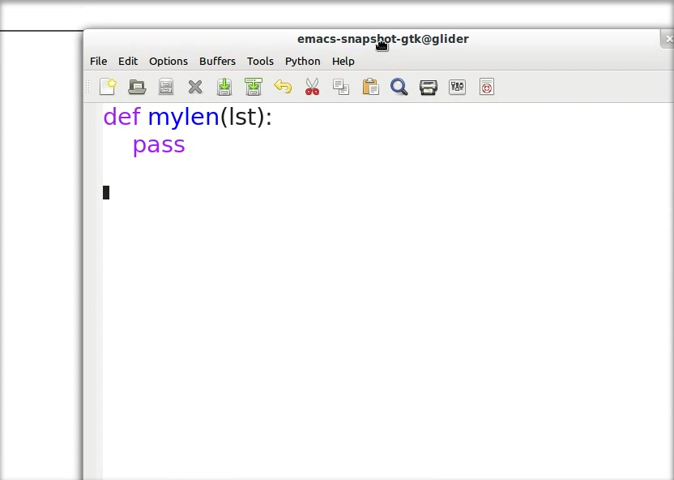 emacs-snapshot-gtk@glider
File Edit Options Buffers Tools Python Help
def mylen(lst):
    pass